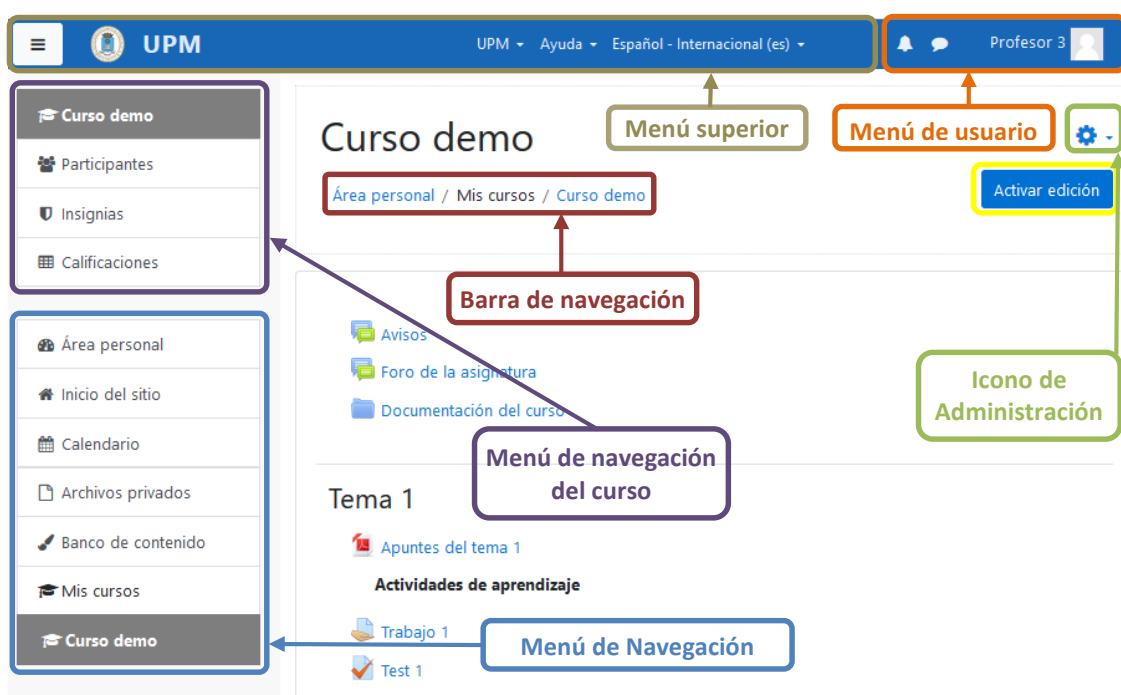 UPM
UPM
Ayuda
Español - Internacional (es)
Profesor 3
Curso demo
Participantes
Insignias
Calificaciones
Curso demo
Menú superior
Menú de usuario
Área personal / Mis cursos / Curso demo
Activar edición
Barra de navegación
Área personal
Inicio del sitio
Calendario
Archivos privados
Banco de contenido
Mis cursos
Curso demo
Avisos
Foro de la asignatura
Documentación del curso
Icono de
Administración
Menú de navegación
del curso
Tema 1
Apuntes del tema 1
Actividades de aprendizaje
Trabajo 1
Test 1
Menú de Navegación